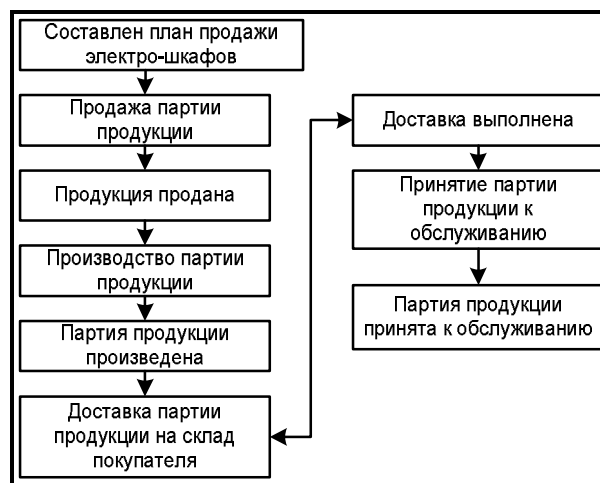 Составлен план продажи
электро-шкафов
Продажа партии
продукции
Продукция продана
Производство партии
продукции
Партия продукции
произведена
Доставка партии
продукции на склад
покупателя
Доставка выполнена
Принятие партии
продукции к
обслуживанию
Партия продукции
принята к обслуживанию